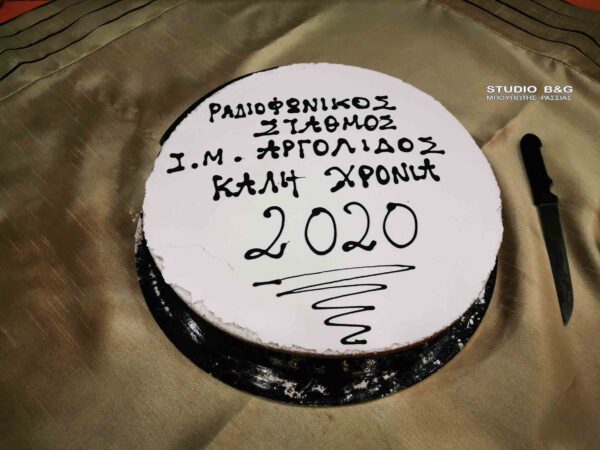 ΡΑΔΙΟΦΩΝΙΚΟΣ
ΣΤΑΘΜΟΣ
Ι.Μ. ΑΡΓΟΛΙΔΟΣ
ΚΑΛΗ ΧΡΟΝΙΑ
2020
STUDIO B&G
ΜΠΟΥΓΙΩΤΗΣ - ΡΑΣΣΙΑΣ